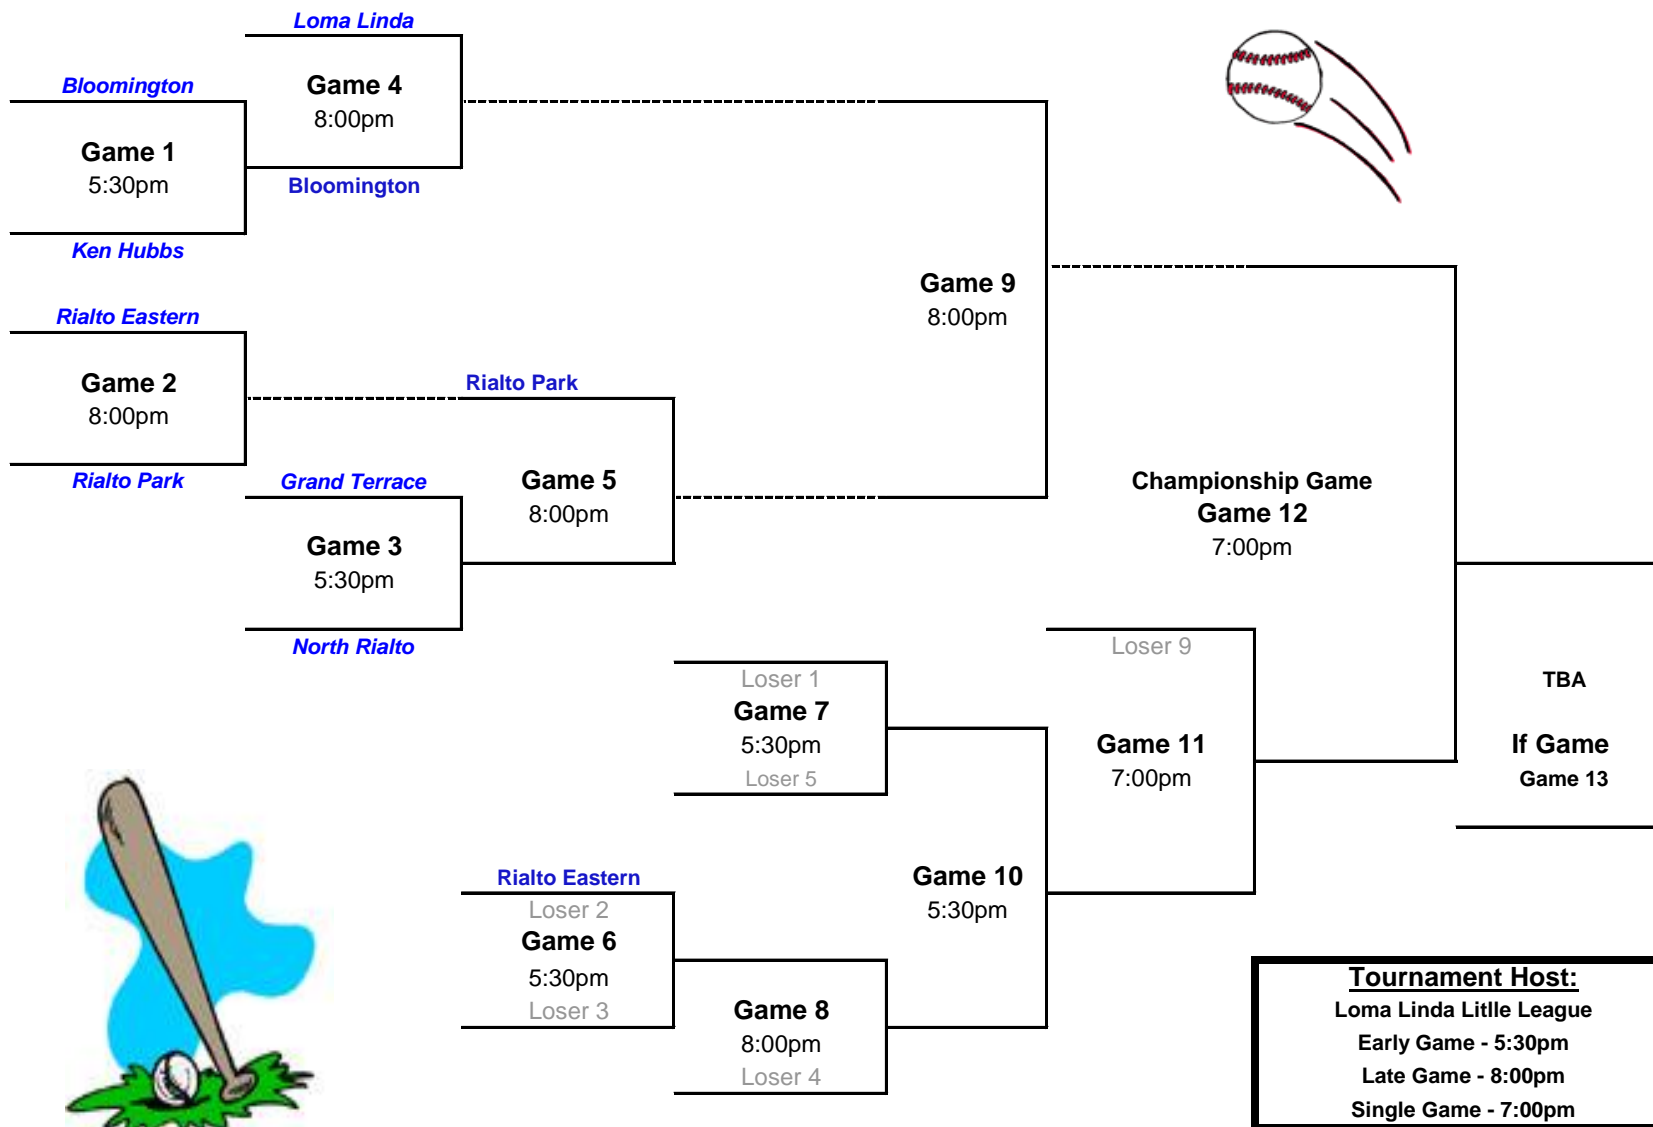 Loma Linda
Game 4
8:00pm
Bloomington
Bloomington
Game 1
5:30pm
Ken Hubbs
Rialto Eastern
Game 2
8:00pm
Rialto Park
Rialto Park
Grand Terrace
Game 3
5:30pm
North Rialto
Game 5
8:00pm
Game 9
8:00pm
Championship Game
Game 12
7:00pm
Loser 1
Game 7
5:30pm
Loser 5
Loser 9
Game 11
7:00pm
TBA
If Game
Game 13
Rialto Eastern
Loser 2
Game 6
5:30pm
Loser 3
Game 10
5:30pm
Game 8
8:00pm
Loser 4
Tournament Host:
Loma Linda Litlle League
Early Game - 5:30pm
Late Game - 8:00pm
Single Game - 7:00pm